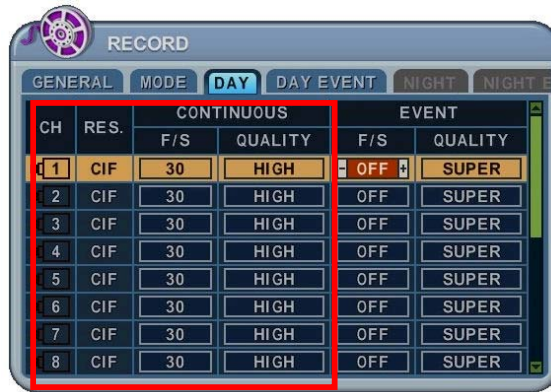 RECORD
GENERAL MODE DAY DAY EVENT NIGHT NIGHT E
CH RES. CONTINUOUS EVENT
F/S QUALITY F/S QUALITY
1 CIF 30 HIGH - OFF + SUPER
2 CIF 30 HIGH OFF SUPER
3 CIF 30 HIGH OFF SUPER
4 CIF 30 HIGH OFF SUPER
5 CIF 30 HIGH OFF SUPER
6 CIF 30 HIGH OFF SUPER
7 CIF 30 HIGH OFF SUPER
8 CIF 30 HIGH OFF SUPER